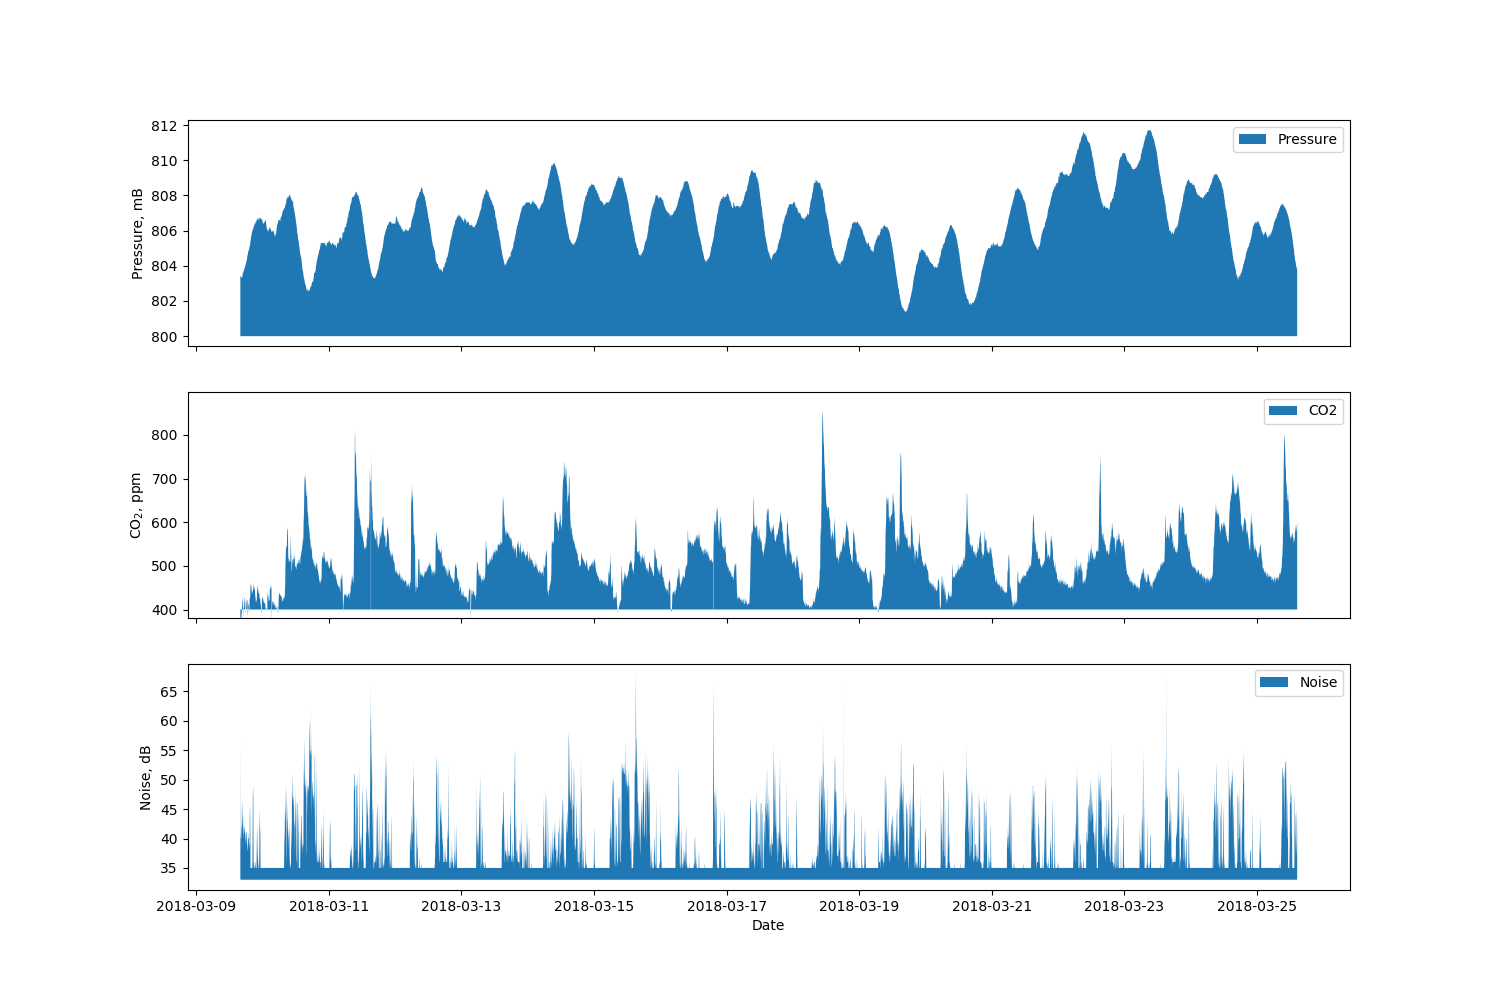 812
810
808
806
804
802
800
Pressure, mB
Pressure
800
700
600
500
400
CO₂, ppm
CO2
65
60
55
50
45
40
35
Noise, dB
Noise
2018-03-09 2018-03-11 2018-03-13 2018-03-15 2018-03-17 2018-03-19 2018-03-21 2018-03-23 2018-03-25
Date